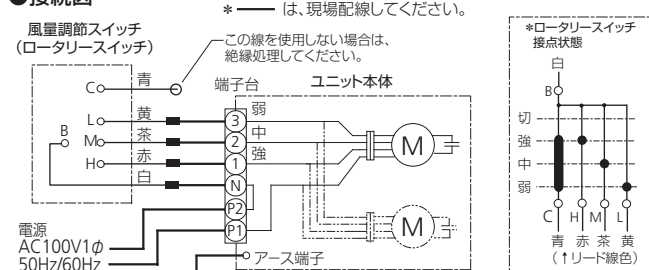 ●接続図
*━━ は、現場配線してください。
風量調節スイッチ
(ロータリースイッチ)
この線を使用しない場合は、
絶縁処理してください。
端子台
ユニット本体
C 青
L 黄 3 弱
B M 茶 2 中
H 赤 1 強
白 N
P2
P1
M
M
電源
AC100V1φ
50Hz/60Hz
アース端子
*ロータリースイッチ
接点状態
白
B
切
強
中
弱
C H M L
青 赤 茶 黄
(↑リード線色)